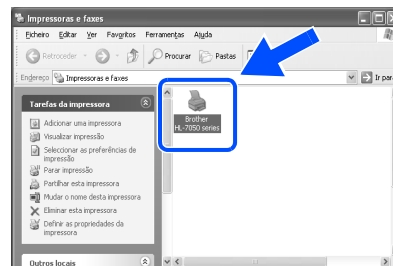 Impressoras e faxes
Ficheiro Editar Ver Favoritos Ferramentas Ajuda
Retroceder Procurar Pastas
Endereço Impressoras e faxes Ir para
Tarefas da impressora
Adicionar uma impressora
Visualizar impressão
Seleccionar as preferências de
impressão
Parar impressão
Partilhar esta impressora
Mudar o nome desta impressora
Eliminar esta impressora
Definir as propriedades da
impressora
Outros locais
Brother
HL-7050 series